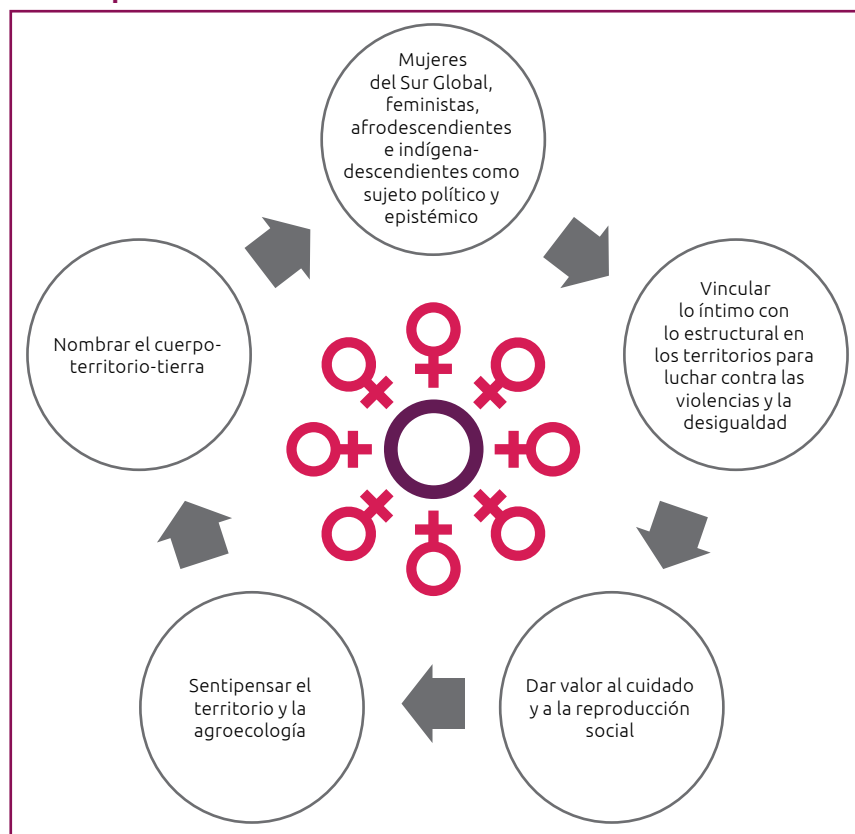 Mujeres
del Sur Global,
feministas,
afrodescendientes
e indígena-
descendientes como
sujeto político y
epistémico
Vincular
lo íntimo con
lo estructural en
los territorios para
luchar contra las
violencias y la
desigualdad
Dar valor al cuidado
y a la reproducción
social
Sentipensar el
territorio y la
agroecología
Nombrar el cuerpo-
territorio-tierra